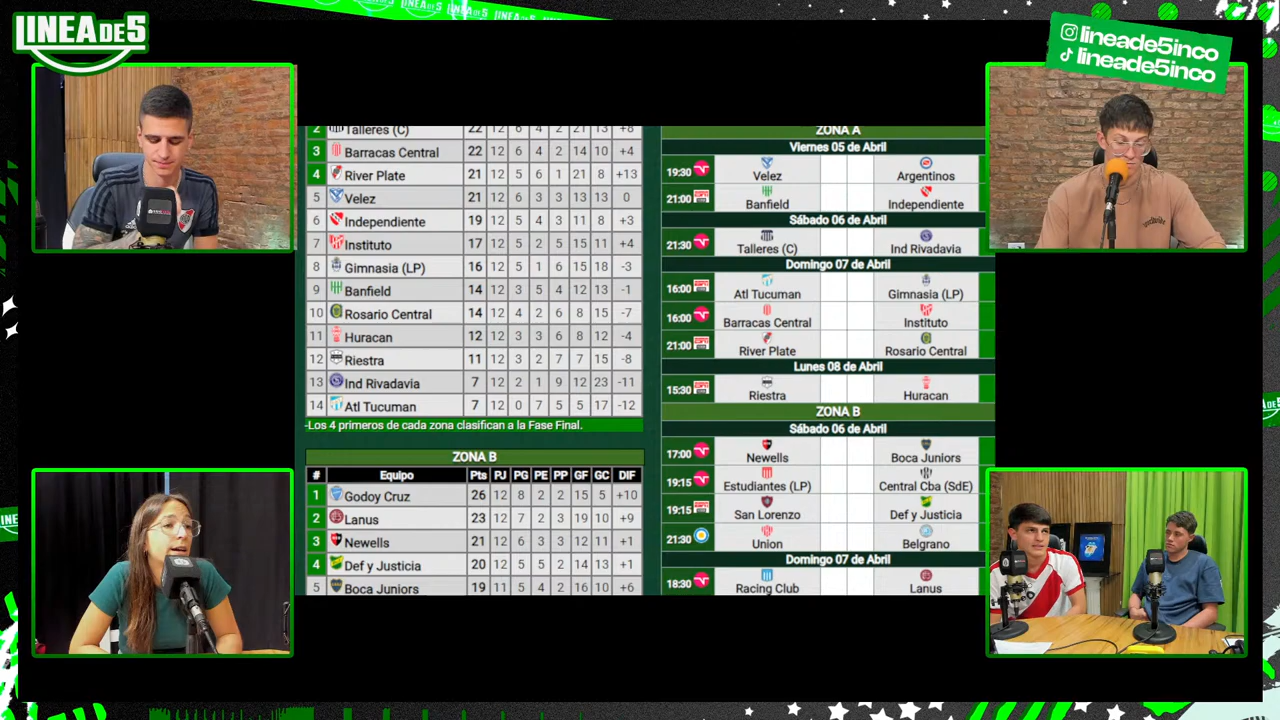 LINEA DE 5
lineade5inco
lineade5inco
2 Talleres (C) 22 12 6 4 2 21 13 +8
3 Barracas Central 22 12 6 4 2 14 10 +4
4 River Plate 21 12 5 6 1 21 8 +13
5 Velez 21 12 6 3 3 13 13 0
6 Independiente 19 12 5 4 3 11 8 +3
7 Instituto 17 12 5 2 5 15 11 +4
8 Gimnasia (LP) 16 12 5 1 6 15 18 -3
9 Banfield 14 12 3 5 4 12 13 -1
10 Rosario Central 14 12 4 2 6 8 15 -7
11 Huracan 12 12 3 3 6 8 12 -4
12 Riestra 11 12 3 2 7 7 15 -8
13 Ind Rivadavia 7 12 2 1 9 12 23 -11
14 Atl Tucuman 7 12 0 7 5 5 17 -12
-Los 4 primeros de cada zona clasifican a la Fase Final.
ZONA B
# Equipo Pts PJ PG PE PP GF GC DIF
1 Godoy Cruz 26 12 8 2 2 15 5 +10
2 Lanus 23 12 7 2 3 19 10 +9
3 Newells 21 12 6 3 3 12 11 +1
4 Def y Justicia 20 12 5 5 2 14 13 +1
5 Boca Juniors 19 11 5 4 2 16 10 +6
ZONA A
Viernes 05 de Abril
19:30 Velez Argentinos
21:00 Banfield Independiente
Sábado 06 de Abril
21:30 Talleres (C) Ind Rivadavia
Domingo 07 de Abril
16:00 Atl Tucuman Gimnasia (LP)
16:00 Barracas Central Instituto
21:00 River Plate Rosario Central
Lunes 08 de Abril
15:30 Riestra Huracan
ZONA B
Sábado 06 de Abril
17:00 Newells Boca Juniors
19:15 Estudiantes (LP) Central Cba (SdE)
19:15 San Lorenzo Def y Justicia
21:30 Union Belgrano
Domingo 07 de Abril
18:30 Racing Club Lanus